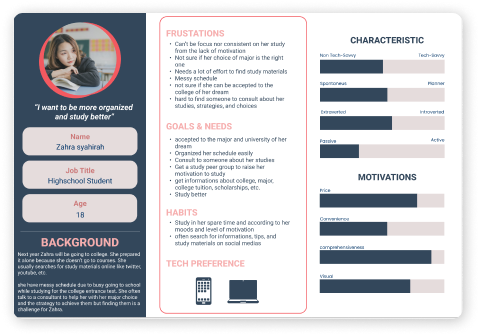 "I want to be more organized
and study better"
Name
Zahra syahirah
Job Title
Highschool Student
Age
18
BACKGROUND
Next year Zahra will be going to college. She prepared
it alone because she doesn't go to courses. She
usually searches for study materials online like twitter,
youtube, etc.
she have messy schedule due to busy going to school
while studying for the college entrance test. She often
talk to a consultant to help her with her major choice
and the strategy to achieve them but finding them is a
challenge for Zahra.
FRUSTATIONS
• Can't be focus nor consistent on her study
from the lack of motivation
• Not sure if her choice of major is the right
one
• Needs a lot of effort to find study materials
• Messy schedule
• not sure if she can be accepted to the
college of her dream
• hard to find someone to consult about her
studies, strategies, and choices
GOALS & NEEDS
• accepted to the major and university of her
dream
• Organized her schedule easily
• Consult to someone about her studies
• Get a study peer group to raise her
motivation to study
• get informations about college, major,
college tuition, scholarships, etc.
• Study better
HABITS
• Study in her spare time and according to her
moods and level of motivation
• often search for informations, tips, and
study materials on social medias
TECH PREFERENCE
CHARACTERISTIC
Non Tech-Savvy Tech-Savvy
Spontaneus Planner
Extroverted Introverted
Passive Active
MOTIVATIONS
Price
Convenience
comprehensiveness
Visual